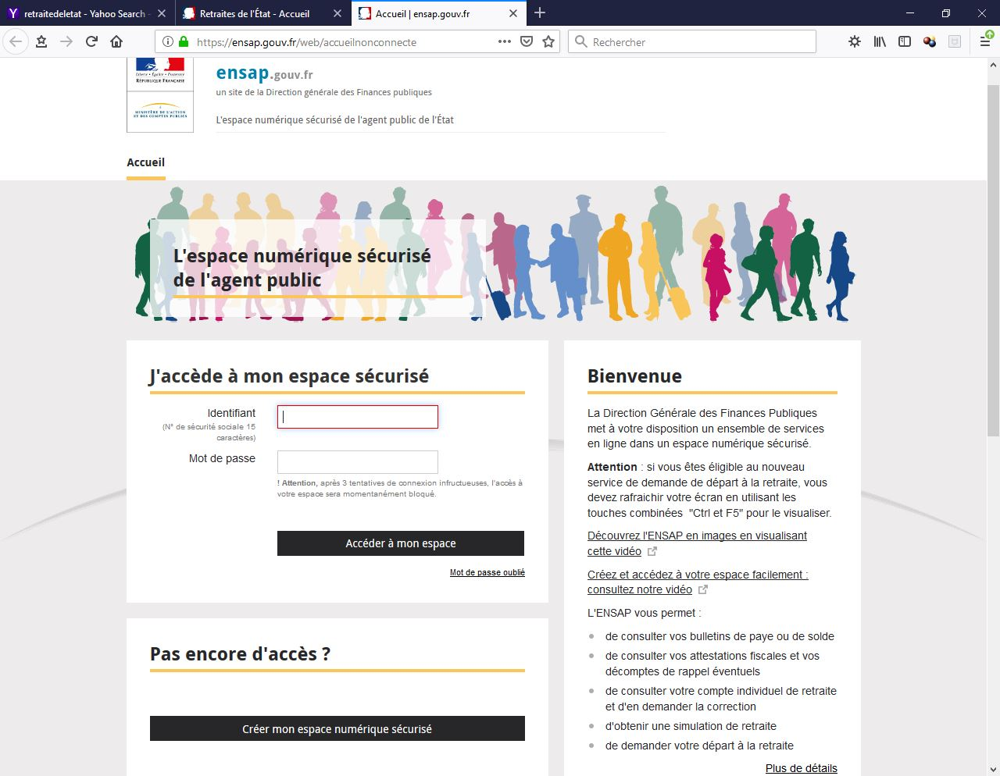 retraitedeletat - Yahoo Search -
Retraites de l'État - Accueil
Accueil | ensap.gouv.fr
https://ensap.gouv.fr/web/accueilnonconnecte
Rechercher
Liberté • Égalité • Fraternité
RÉPUBLIQUE FRANÇAISE
MINISTÈRE DE L'ACTION
ET DES COMPTES PUBLICS
ensap.gouv.fr
un site de la Direction générale des Finances publiques
L'espace numérique sécurisé de l'agent public de l'État
Accueil
L'espace numérique sécurisé
de l'agent public
J'accède à mon espace sécurisé
Identifiant
(N° de sécurité sociale 15
caractères)
Mot de passe
! Attention, après 3 tentatives de connexion infructueuses, l'accès à
votre espace sera momentanément bloqué.
Accéder à mon espace
Mot de passe oublié
Pas encore d'accès ?
Créer mon espace numérique sécurisé
Bienvenue
La Direction Générale des Finances Publiques
met à votre disposition un ensemble de services
en ligne dans un espace numérique sécurisé.
Attention : si vous êtes éligible au nouveau
service de demande de départ à la retraite, vous
devez rafraichir votre écran en utilisant les
touches combinées "Ctrl et F5" pour le visualiser.
Découvrez l'ENSAP en images en visualisant
cette vidéo
Créez et accédez à votre espace facilement :
consultez notre vidéo
L'ENSAP vous permet :
de consulter vos bulletins de paye ou de solde
de consulter vos attestations fiscales et vos
décomptes de rappel éventuels
de consulter votre compte individuel de retraite
et d'en demander la correction
d'obtenir une simulation de retraite
de demander votre départ à la retraite
Plus de détails